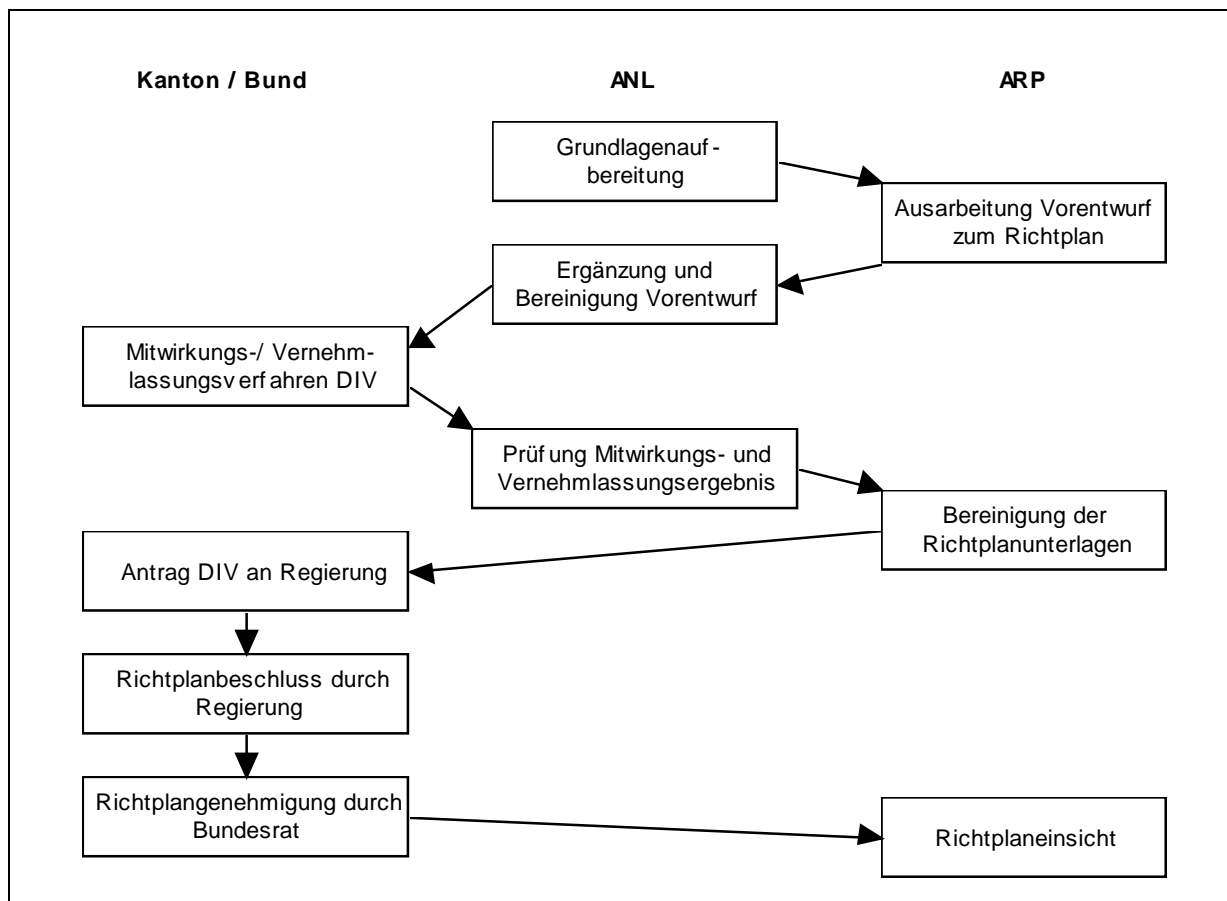 Kanton / Bund
ANL
ARP
Grundlagenauf-
bereitung
Ausarbeitung Vorentwurf
zum Richtplan
Ergänzung und
Bereinigung Vorentwurf
Mitwirkungs-/ Vernehm-
lassungsverfahren DIV
Prüfung Mitwirkungs- und
Vernehmlassungsergebnis
Bereinigung der
Richtplanunterlagen
Antrag DIV an Regierung
Richtplanbeschluss durch
Regierung
Richtplangenehmigung durch
Bundesrat
Richtplaneinsicht